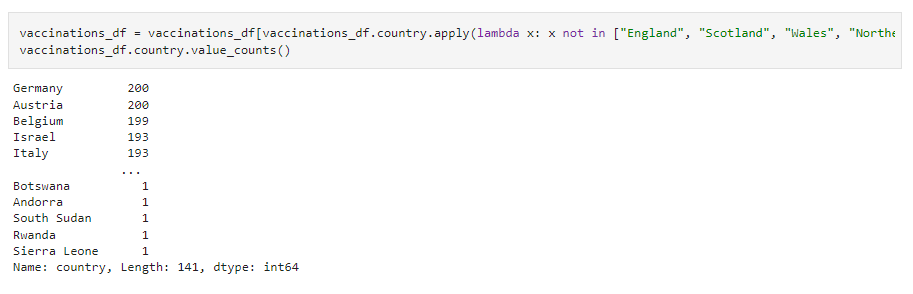 vaccinations_df = vaccinations_df[vaccinations_df.country.apply(lambda x: x not in ["England", "Scotland", "Wales", "Northe
vaccinations_df.country.value_counts()
Germany 200
Austria 200
Belgium 199
Israel 193
Italy 193
...
Botswana 1
Andorra 1
South Sudan 1
Rwanda 1
Sierra Leone 1
Name: country, Length: 141, dtype: int64